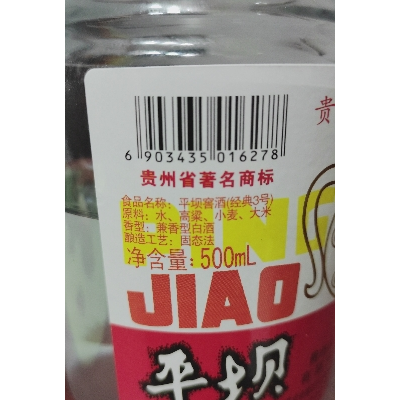 贵
6 903435 016278
贵州省著名商标
食品名称：平坝窖酒(经典3号)
原料：水、高粱、小麦、大米
香型：兼香型白酒
酿造工艺：固态法
净含量：500mL
JIAO
平坝